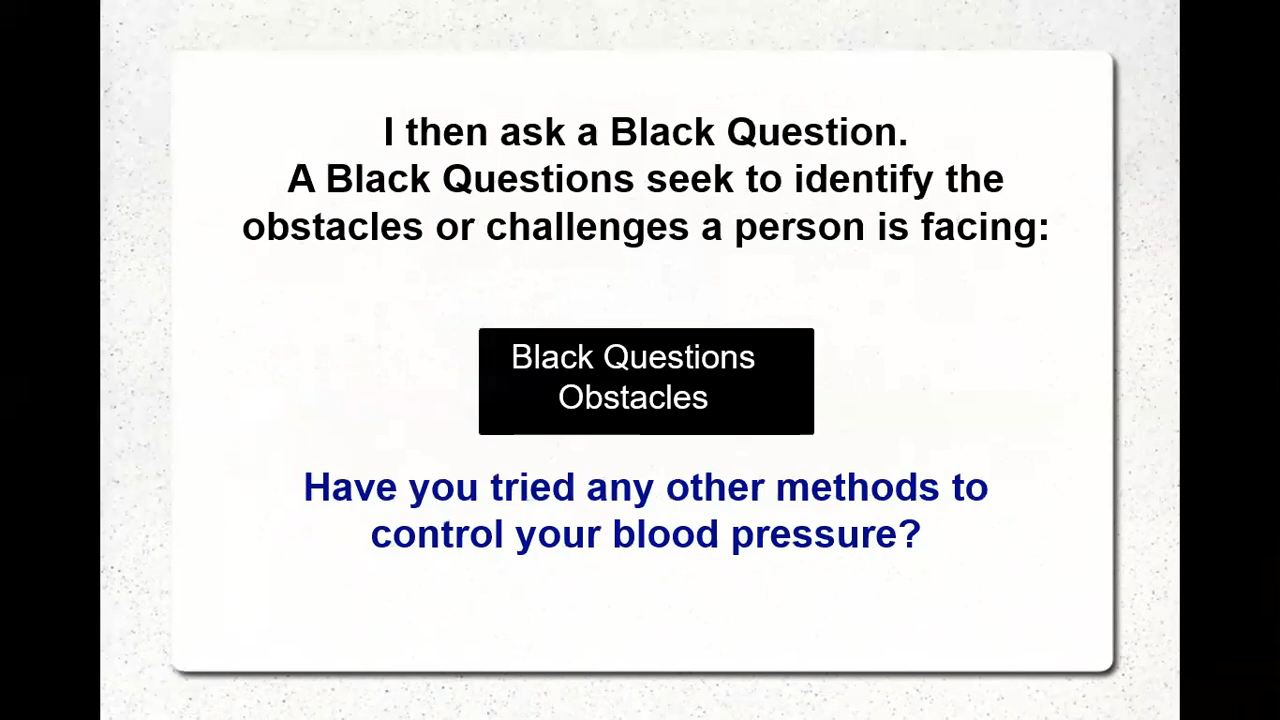 I then ask a Black Question.
A Black Questions seek to identify the
obstacles or challenges a person is facing:
Black Questions
Obstacles
Have you tried any other methods to
control your blood pressure?